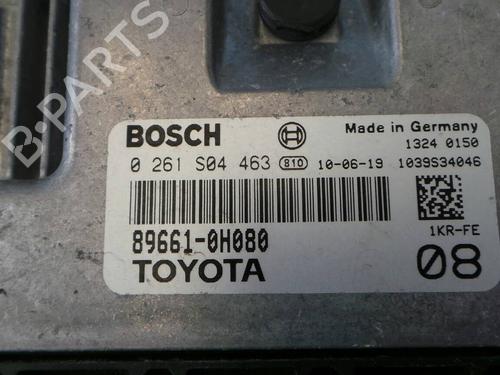 B-PARTS
BOSCH Made in Germany
1324 0150
0 261 S04 463 810 10-06-19 1039S34046
89661-0H080 1KR-FE
TOYOTA 08